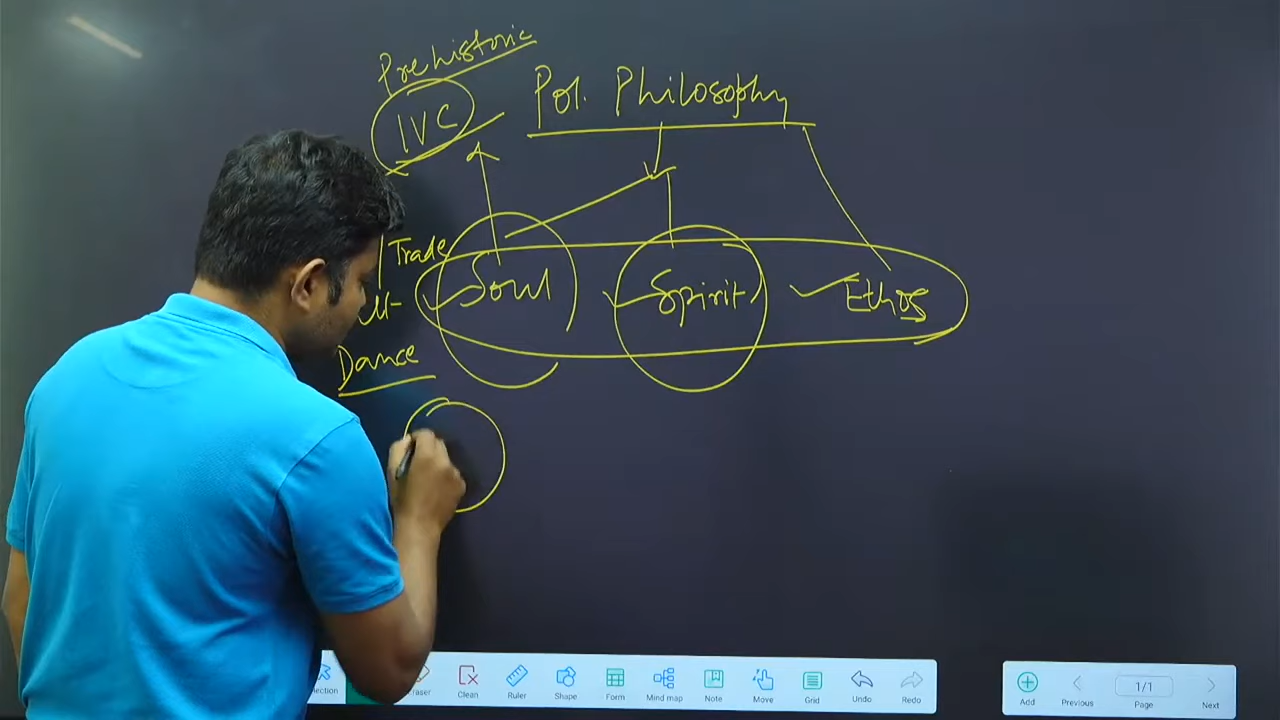 Prehistoric
IVC
Pol. Philosophy
Trade
Soul
Spirit
Ethos
Dance
Clean
Ruler
Shape
Form
Mind map
Note
Move
Grid
Undo
Redo
Add
Previous
1/1
Page
Next